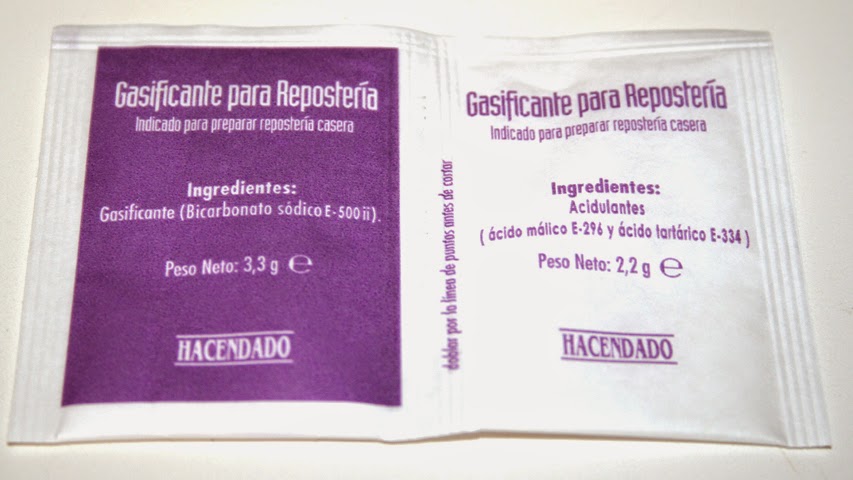 Gasificante para Repostería
Indicado para preparar repostería casera
Ingredientes:
Gasificante (Bicarbonato sódico E-500 ii).
Peso Neto: 3,3 g ℮
HACENDADO
doblar por la línea de puntos antes de cortar
Gasificante para Repostería
Indicado para preparar repostería casera
Ingredientes:
Acidulantes
( ácido málico E-296 y ácido tartárico E-334 )
Peso Neto: 2,2 g ℮
HACENDADO